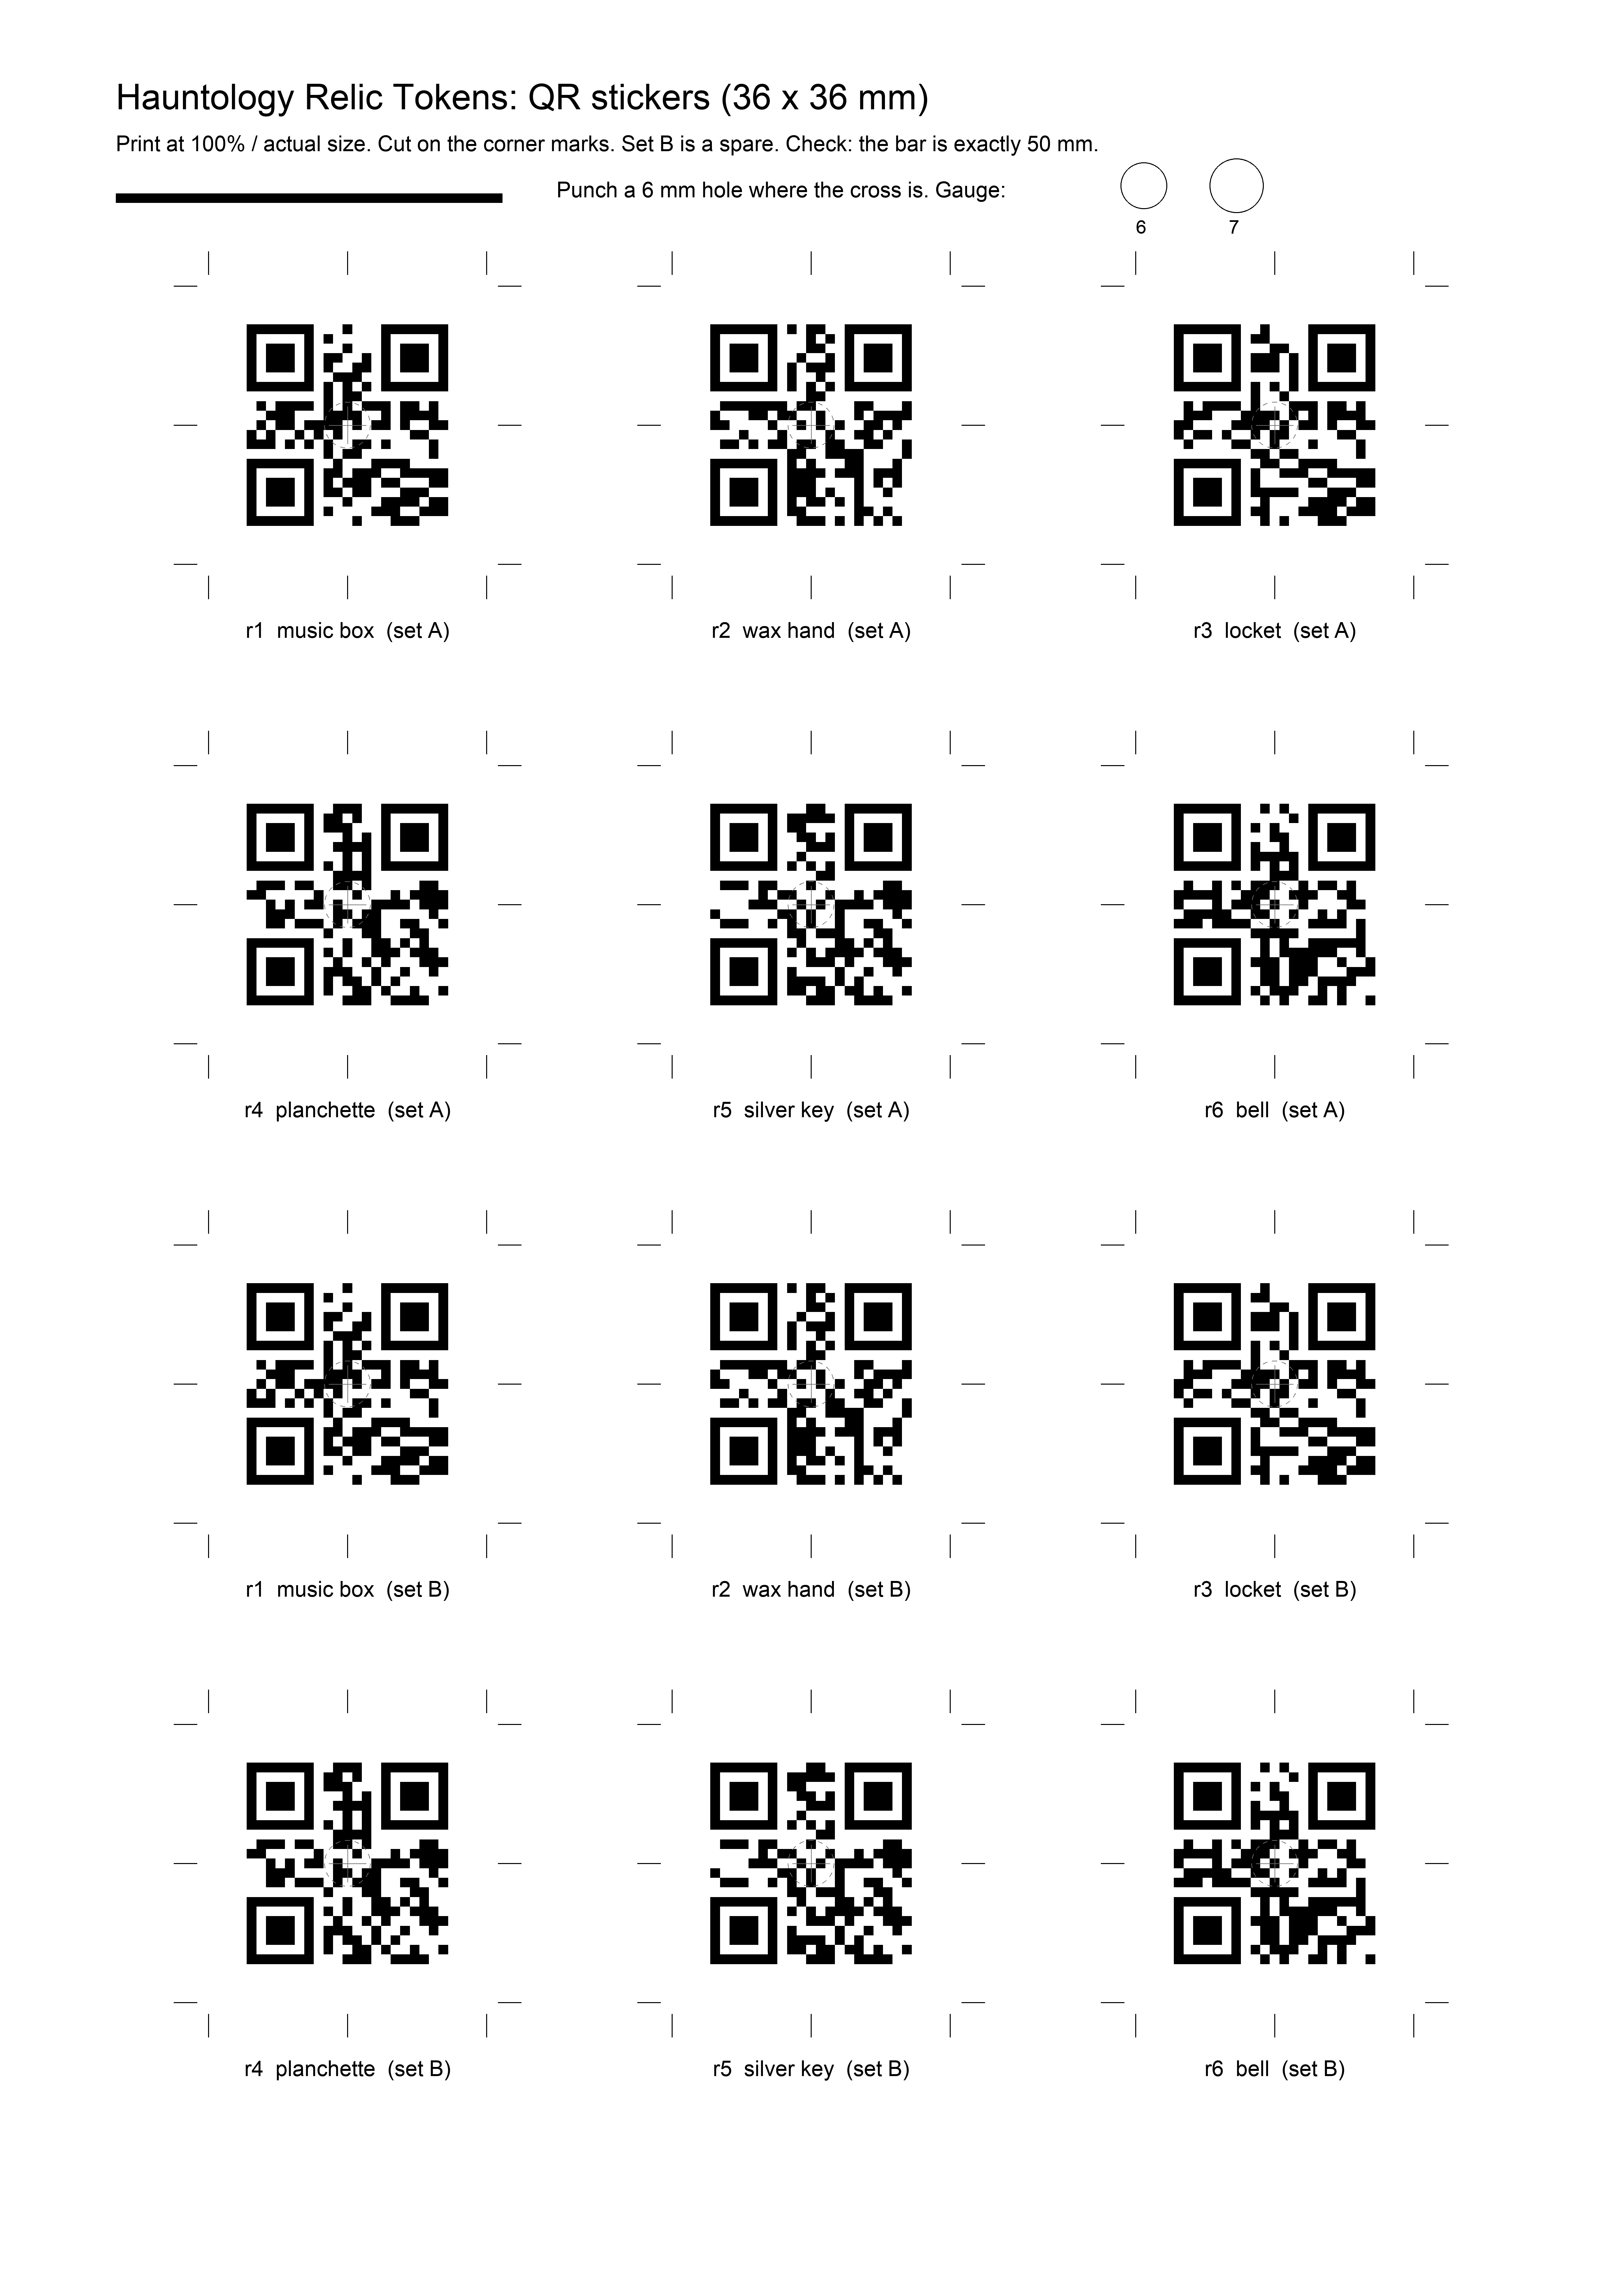 Hauntology Relic Tokens: QR stickers (36 x 36 mm)
Print at 100% / actual size. Cut on the corner marks. Set B is a spare. Check: the bar is exactly 50 mm.
Punch a 6 mm hole where the cross is. Gauge:
6 7
r1 music box (set A)
r2 wax hand (set A)
r3 locket (set A)
r4 planchette (set A)
r5 silver key (set A)
r6 bell (set A)
r1 music box (set B)
r2 wax hand (set B)
r3 locket (set B)
r4 planchette (set B)
r5 silver key (set B)
r6 bell (set B)